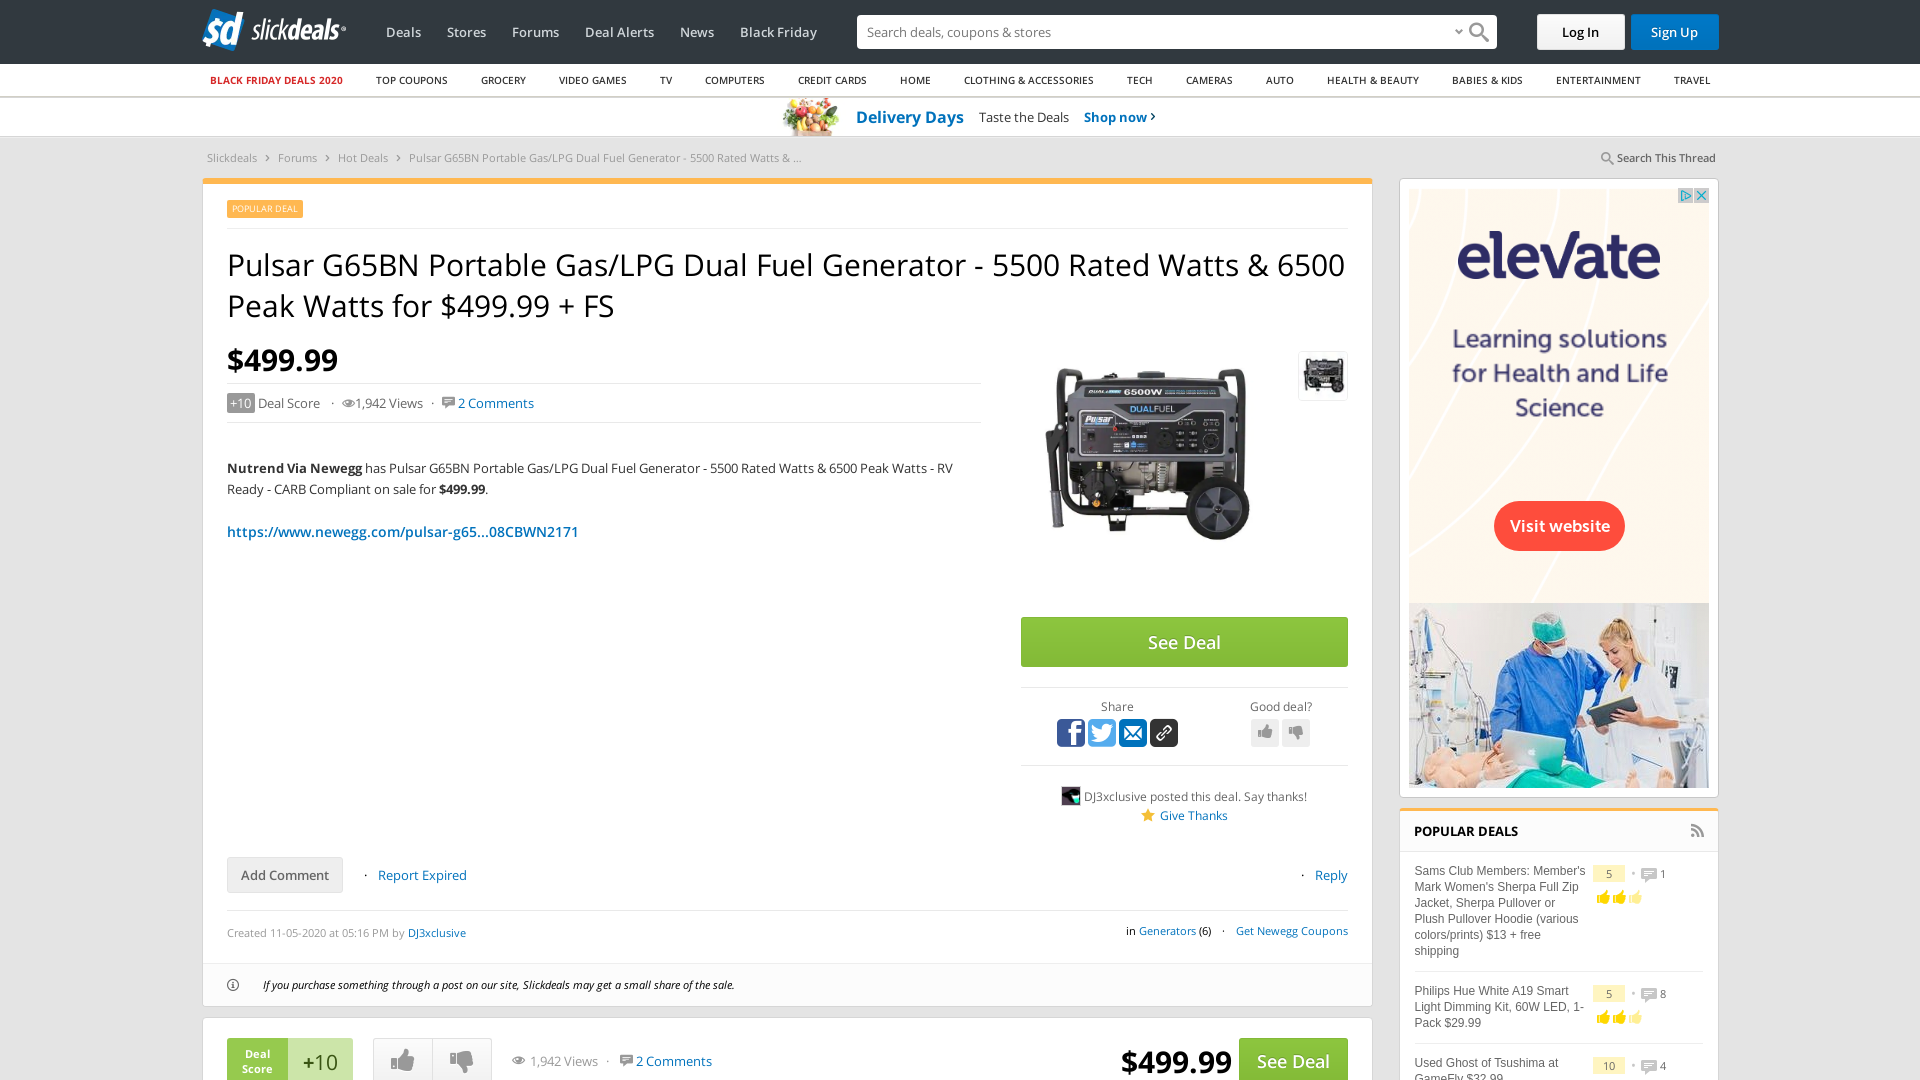 slickdeals
Deals Stores Forums Deal Alerts News Black Friday
Search deals, coupons & stores
Log In Sign Up
BLACK FRIDAY DEALS 2020 TOP COUPONS GROCERY VIDEO GAMES TV COMPUTERS CREDIT CARDS HOME CLOTHING & ACCESSORIES TECH CAMERAS AUTO HEALTH & BEAUTY BABIES & KIDS ENTERTAINMENT TRAVEL
Delivery Days Taste the Deals Shop now
Slickdeals Forums Hot Deals Pulsar G65BN Portable Gas/LPG Dual Fuel Generator - 5500 Rated Watts & ...
Search This Thread
POPULAR DEAL
Pulsar G65BN Portable Gas/LPG Dual Fuel Generator - 5500 Rated Watts & 6500
Peak Watts for $499.99 + FS
$499.99
+10 Deal Score · 1,942 Views · 2 Comments
Nutrend Via Newegg has Pulsar G65BN Portable Gas/LPG Dual Fuel Generator - 5500 Rated Watts & 6500 Peak Watts - RV
Ready - CARB Compliant on sale for $499.99.
https://www.newegg.com/pulsar-g65...08CBWN2171
6500W
DUALFUEL
Pulsar
See Deal
Share
Good deal?
DJ3xclusive posted this deal. Say thanks!
Give Thanks
Add Comment · Report Expired
· Reply
Created 11-05-2020 at 05:16 PM by DJ3xclusive
in Generators (6) · Get Newegg Coupons
If you purchase something through a post on our site, Slickdeals may get a small share of the sale.
Deal
Score
+10
1,942 Views · 2 Comments
$499.99
See Deal
elevate
Learning solutions
for Health and Life
Science
Visit website
POPULAR DEALS
Sams Club Members: Member's
Mark Women's Sherpa Full Zip
Jacket, Sherpa Pullover or
Plush Pullover Hoodie (various
colors/prints) $13 + free
shipping
5 • 1
Philips Hue White A19 Smart
Light Dimming Kit, 60W LED, 1-
Pack $29.99
5 • 8
Used Ghost of Tsushima at
GameFly $32.99
10 • 4